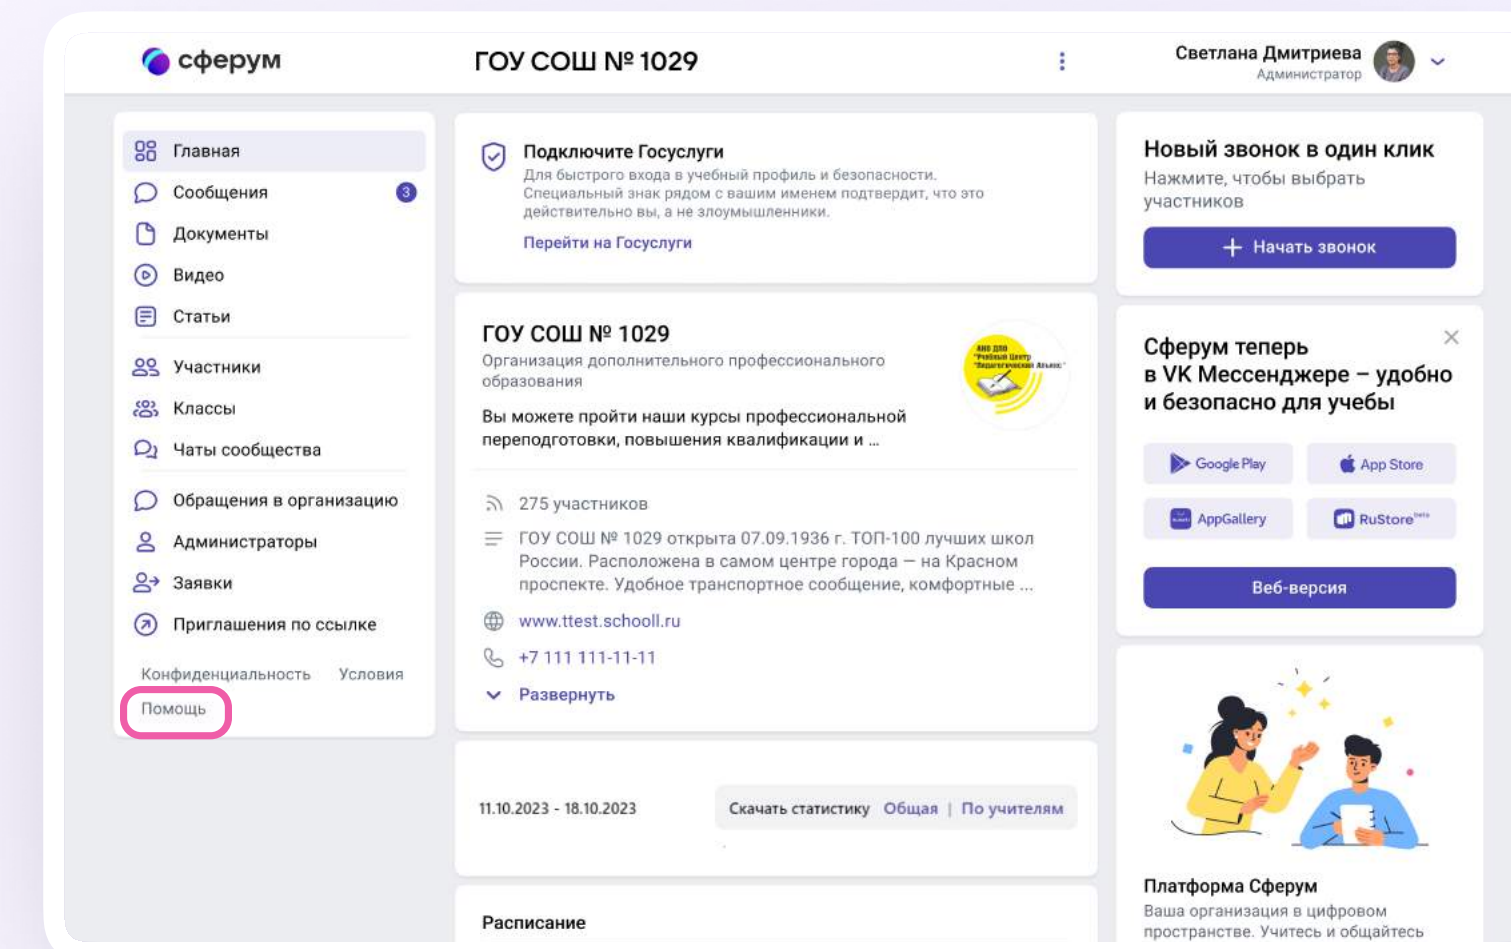 сферум
ГОУ СОШ № 1029
Светлана Дмитриева
Администратор
Главная
Сообщения
3
Документы
Видео
Статьи
Участники
Классы
Чаты сообщества
Обращения в организацию
Администраторы
Заявки
Приглашения по ссылке
Конфиденциальность Условия
Помощь
Подключите Госуслуги
Для быстрого входа в учебный профиль и безопасности.
Специальный знак рядом с вашим именем подтвердит, что это
действительно вы, а не злоумышленники.
Перейти на Госуслуги
ГОУ СОШ № 1029
Организация дополнительного профессионального
образования
Вы можете пройти наши курсы профессиональной
переподготовки, повышения квалификации и ...
АНО ДПО
"Учебный Центр
"Педагогический Альянс"
275 участников
ГОУ СОШ № 1029 открыта 07.09.1936 г. ТОП-100 лучших школ
России. Расположена в самом центре города — на Красном
проспекте. Удобное транспортное сообщение, комфортные ...
www.ttest.schooll.ru
+7 111 111-11-11
Развернуть
11.10.2023 - 18.10.2023
Скачать статистику Общая | По учителям
Расписание
Новый звонок в один клик
Нажмите, чтобы выбрать
участников
+ Начать звонок
Сферум теперь
в VK Мессенджере – удобно
и безопасно для учебы
Google Play
App Store
AppGallery
RuStore beta
Веб-версия
Платформа Сферум
Ваша организация в цифровом
пространстве. Учитесь и общайтесь